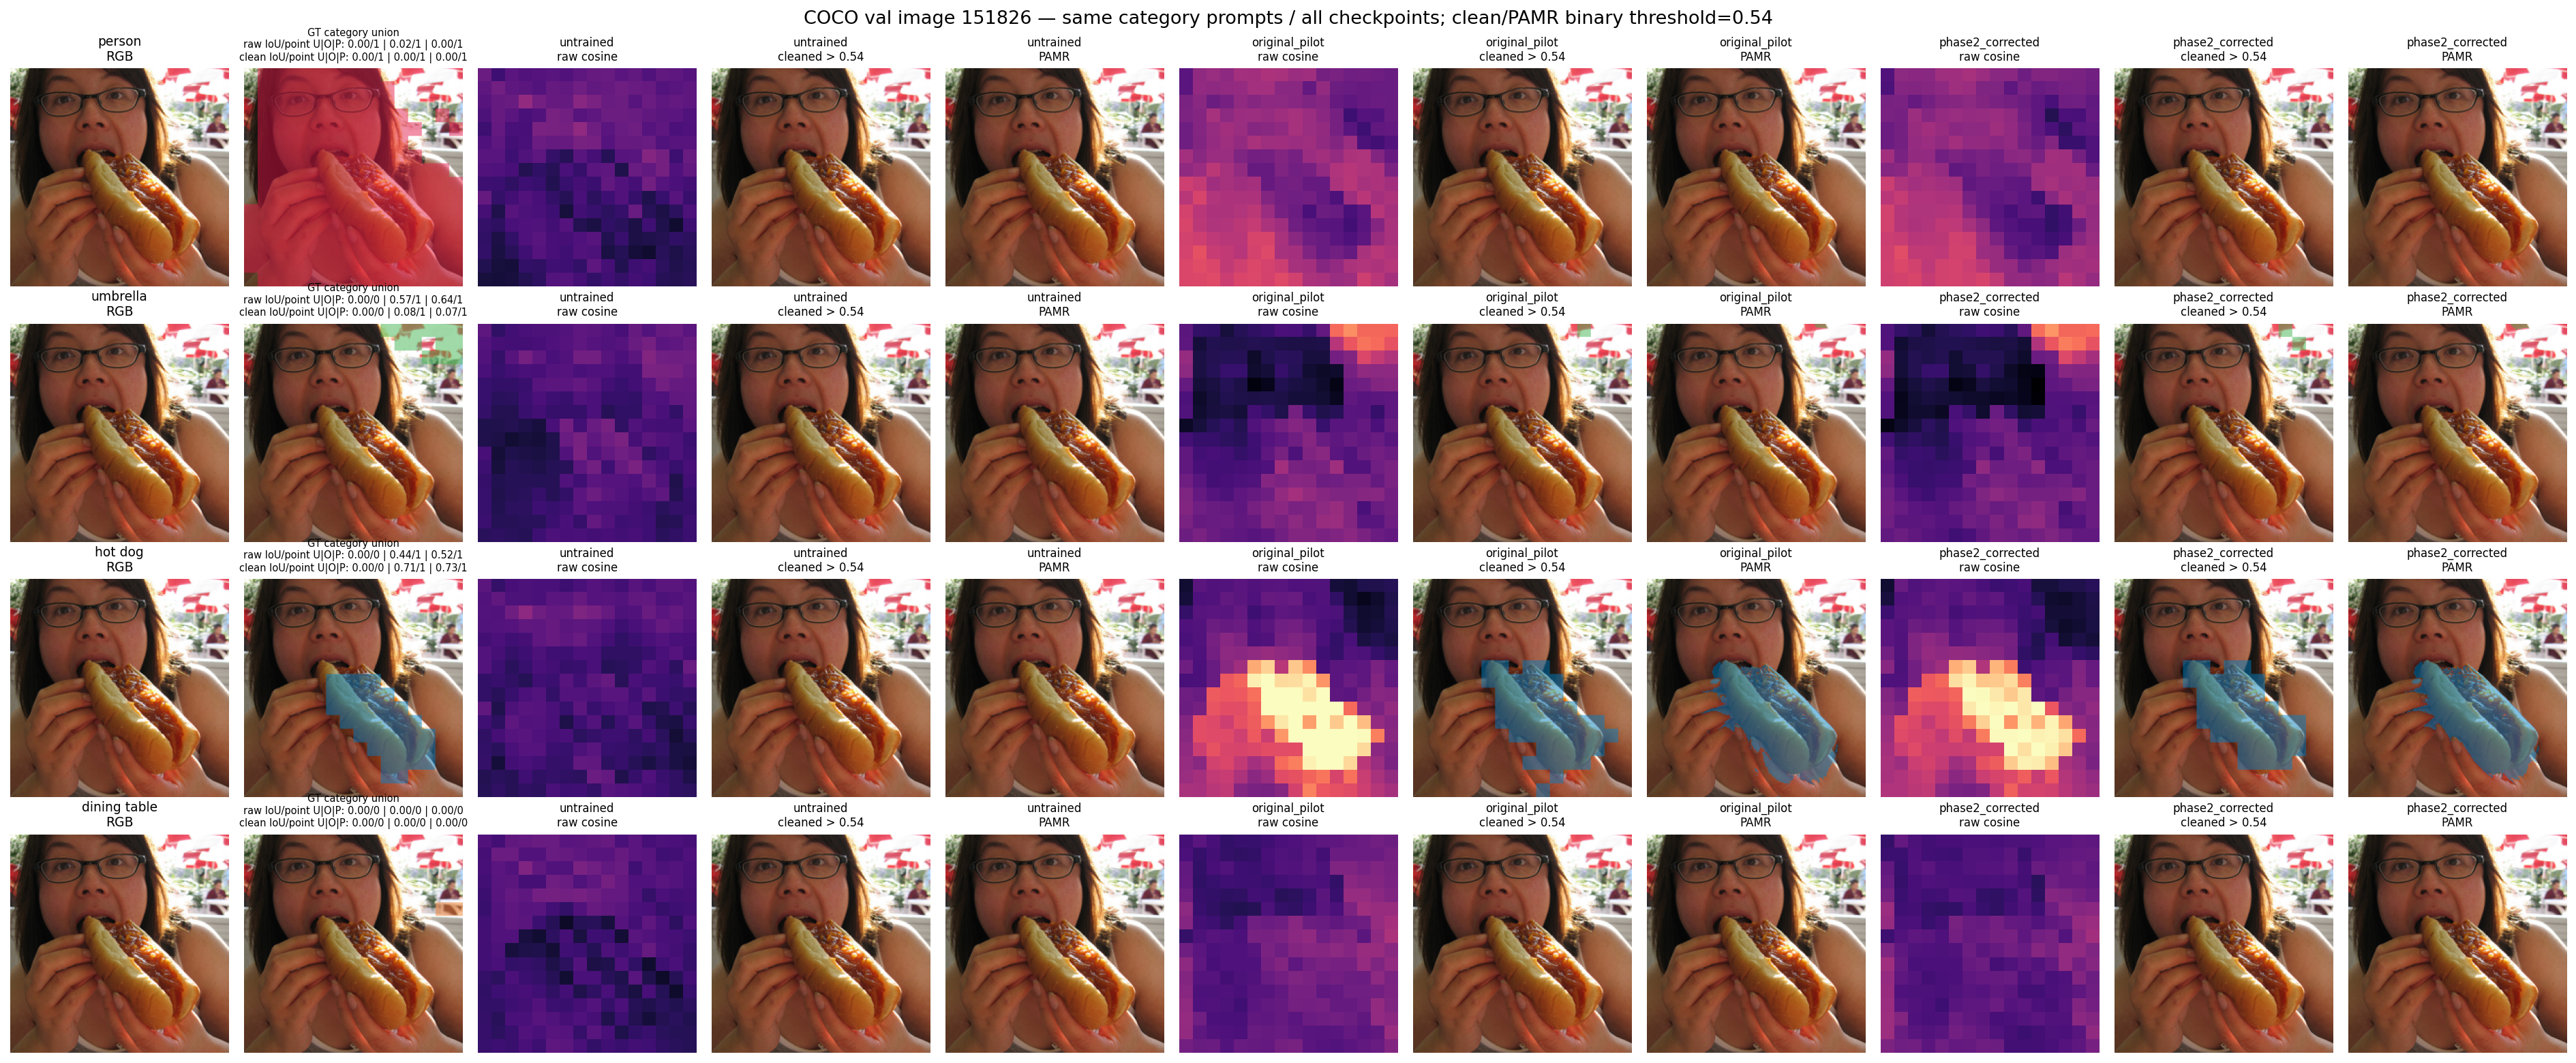 COCO val image 151826 — same category prompts / all checkpoints; clean/PAMR binary threshold=0.54
person
RGB
GT category union
raw IoU/point U|O|P: 0.00/1 | 0.02/1 | 0.00/1
clean IoU/point U|O|P: 0.00/1 | 0.00/1 | 0.00/1
untrained
raw cosine
untrained
cleaned > 0.54
untrained
PAMR
original_pilot
raw cosine
original_pilot
cleaned > 0.54
original_pilot
PAMR
phase2_corrected
raw cosine
phase2_corrected
cleaned > 0.54
phase2_corrected
PAMR
umbrella
RGB
GT category union
raw IoU/point U|O|P: 0.00/0 | 0.57/1 | 0.64/1
clean IoU/point U|O|P: 0.00/0 | 0.08/1 | 0.07/1
untrained
raw cosine
untrained
cleaned > 0.54
untrained
PAMR
original_pilot
raw cosine
original_pilot
cleaned > 0.54
original_pilot
PAMR
phase2_corrected
raw cosine
phase2_corrected
cleaned > 0.54
phase2_corrected
PAMR
hot dog
RGB
GT category union
raw IoU/point U|O|P: 0.00/0 | 0.44/1 | 0.52/1
clean IoU/point U|O|P: 0.00/0 | 0.71/1 | 0.73/1
untrained
raw cosine
untrained
cleaned > 0.54
untrained
PAMR
original_pilot
raw cosine
original_pilot
cleaned > 0.54
original_pilot
PAMR
phase2_corrected
raw cosine
phase2_corrected
cleaned > 0.54
phase2_corrected
PAMR
dining table
RGB
GT category union
raw IoU/point U|O|P: 0.00/0 | 0.00/0 | 0.00/0
clean IoU/point U|O|P: 0.00/0 | 0.00/0 | 0.00/0
untrained
raw cosine
untrained
cleaned > 0.54
untrained
PAMR
original_pilot
raw cosine
original_pilot
cleaned > 0.54
original_pilot
PAMR
phase2_corrected
raw cosine
phase2_corrected
cleaned > 0.54
phase2_corrected
PAMR